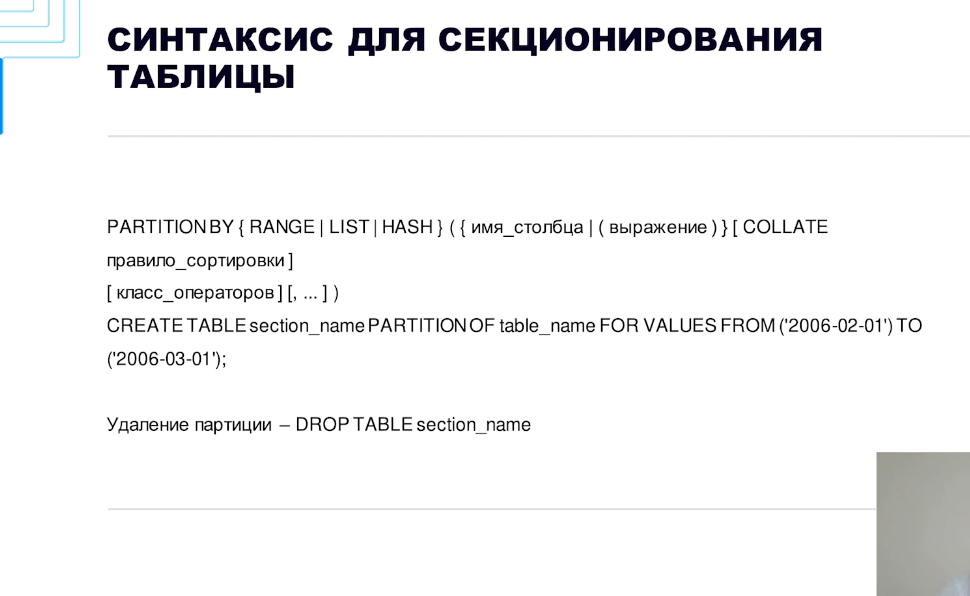 СИНТАКСИС ДЛЯ СЕКЦИОНИРОВАНИЯ
ТАБЛИЦЫ
PARTITION BY { RANGE | LIST | HASH } ( { имя_столбца | ( выражение ) } [ COLLATE
правило_сортировки ]
[ класс_операторов ] [, ... ] )
CREATE TABLE section_name PARTITION OF table_name FOR VALUES FROM ('2006-02-01') TO
('2006-03-01');
Удаление партиции – DROP TABLE section_name